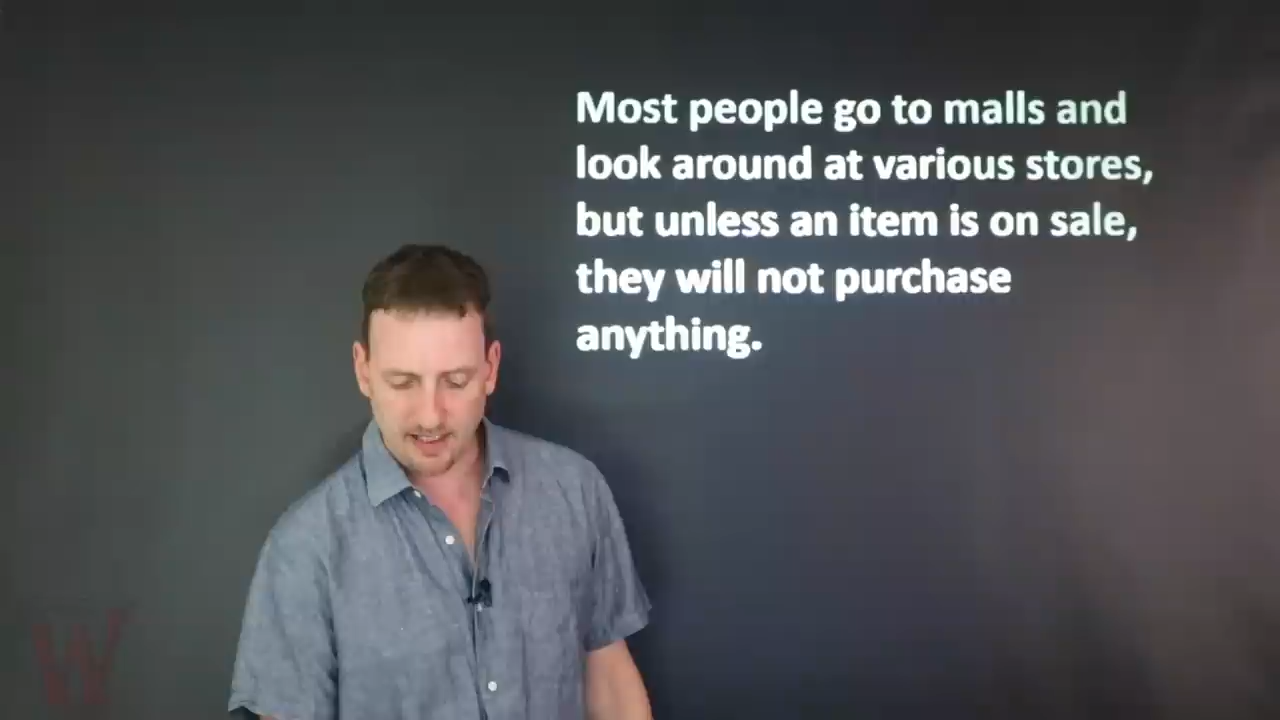 Most people go to malls and
look around at various stores,
but unless an item is on sale,
they will not purchase
anything.
W